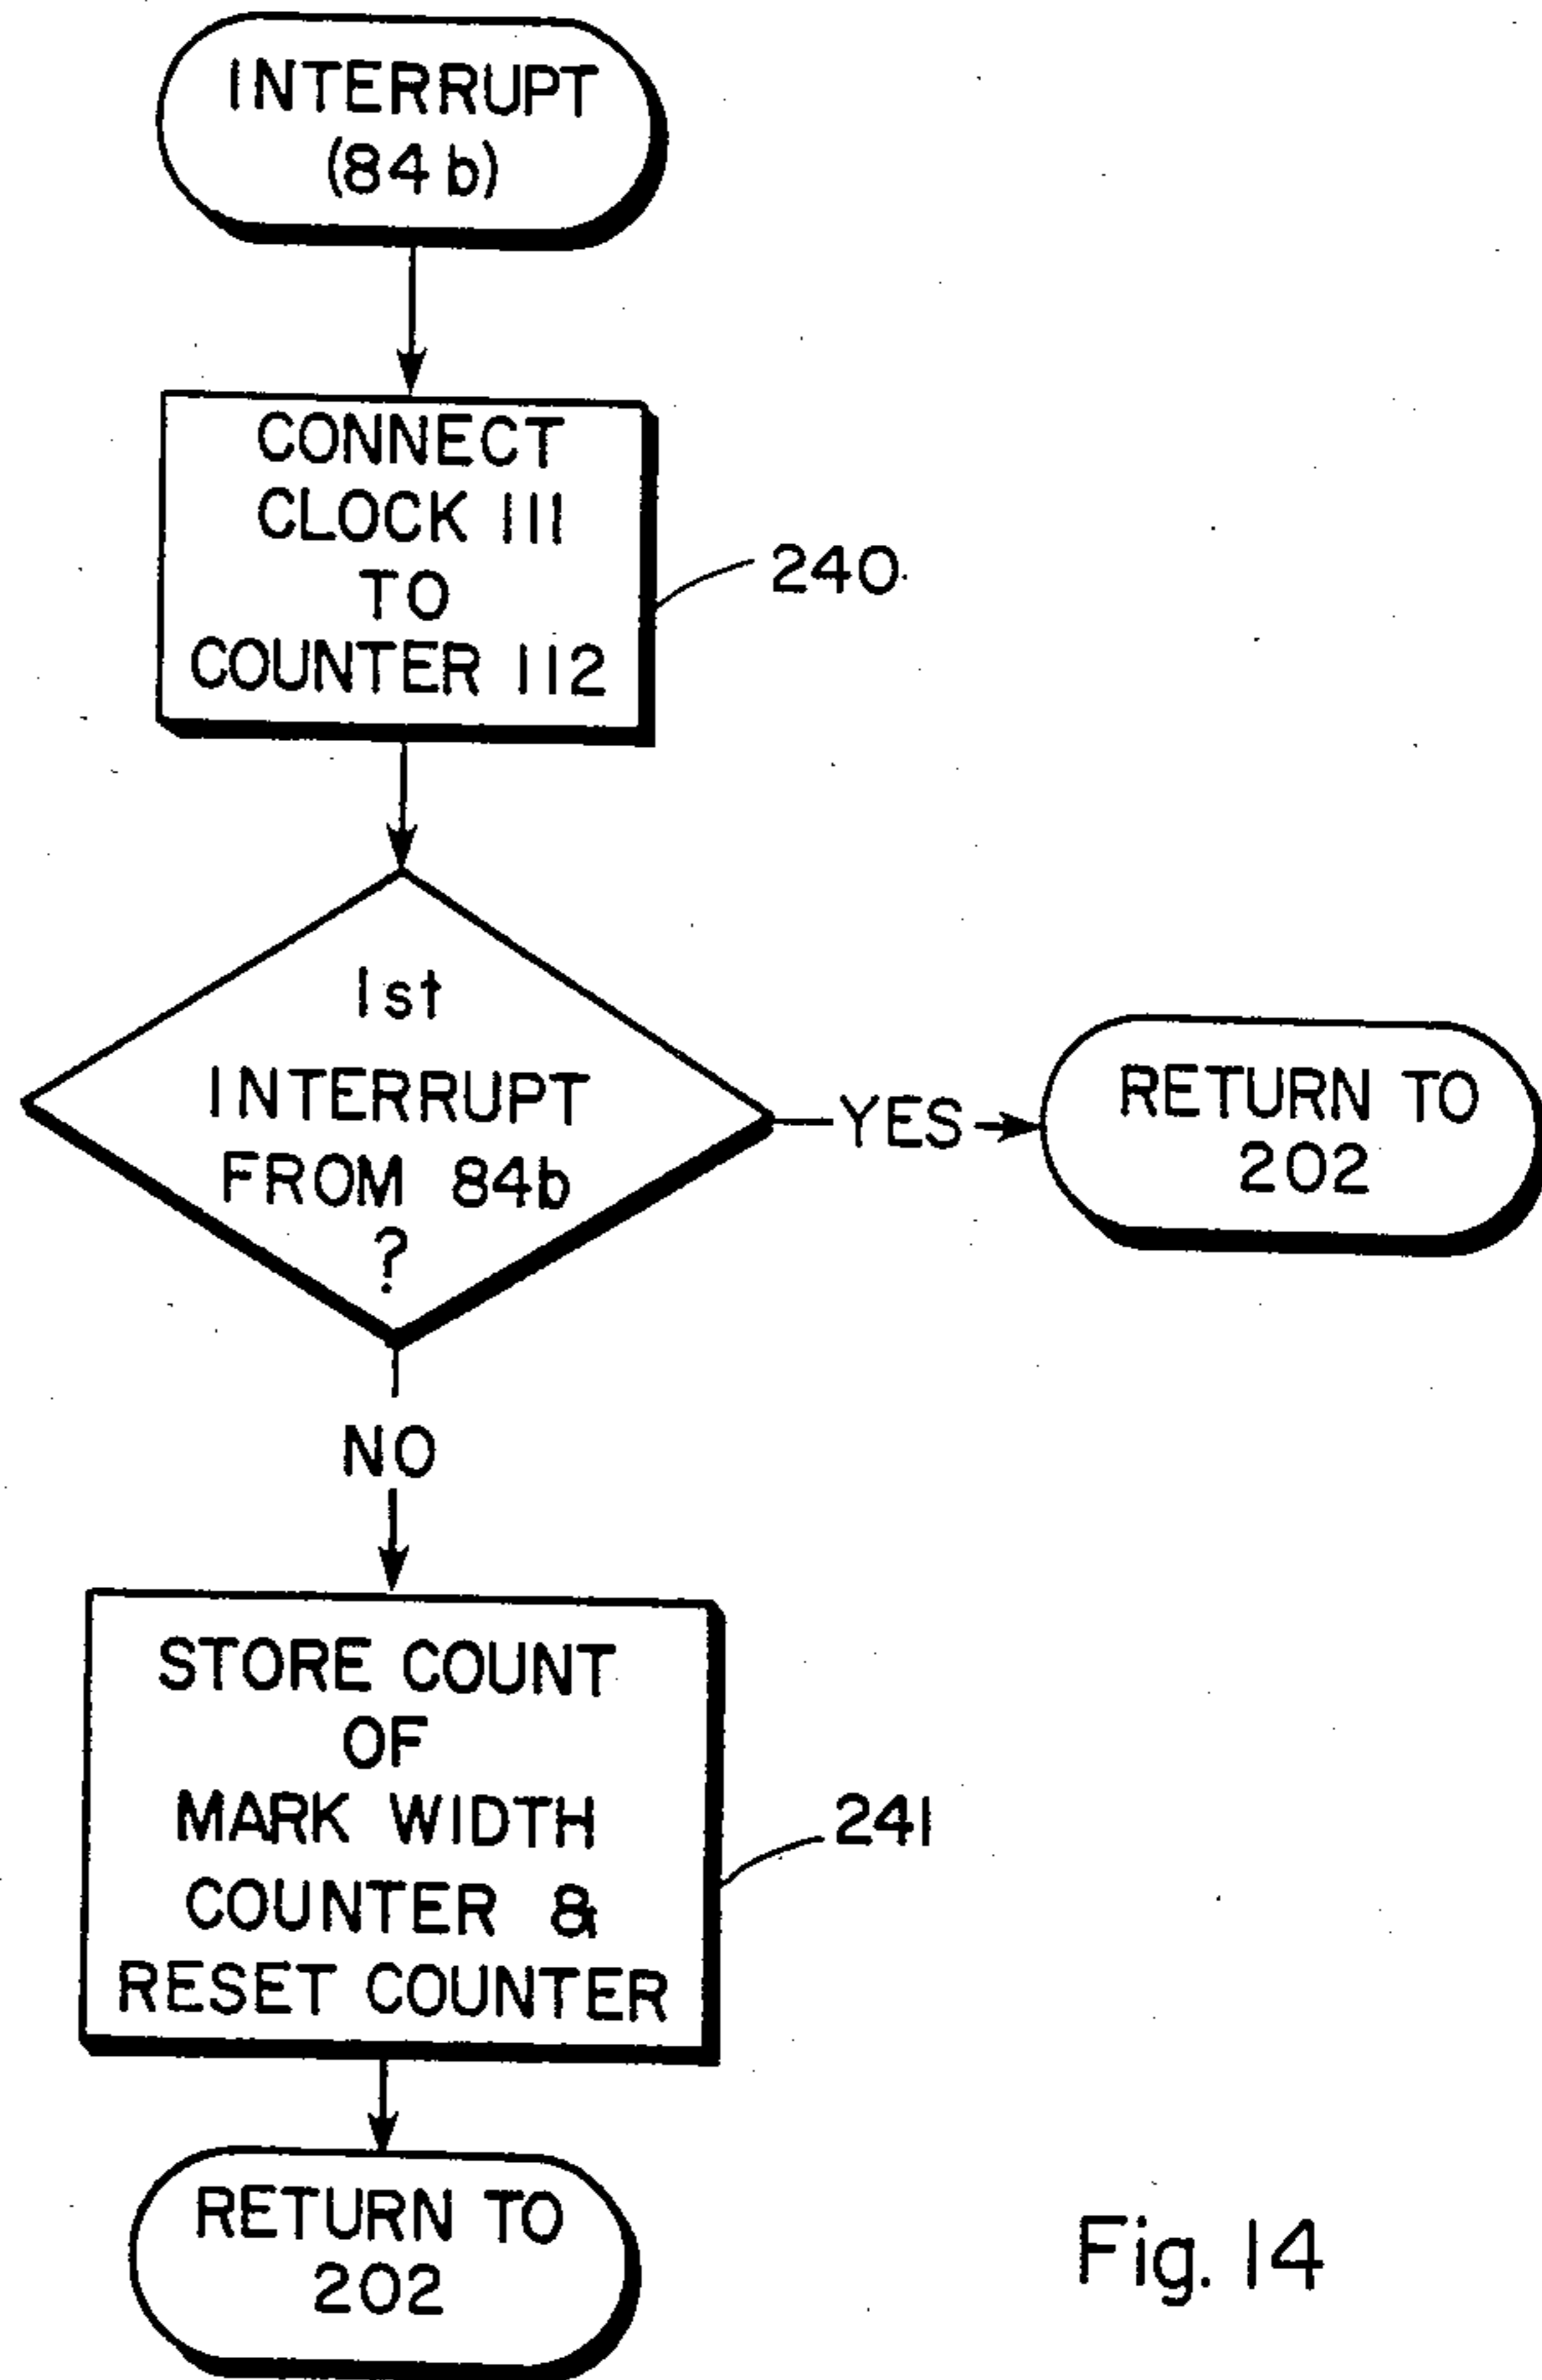 INTERRUPT
(84b)
CONNECT
CLOCK 111
TO
COUNTER 112
240
1st
INTERRUPT
FROM 84b
?
YES
RETURN TO
202
NO
STORE COUNT
OF
MARK WIDTH
COUNTER &
RESET COUNTER
241
RETURN TO
202
Fig. 14